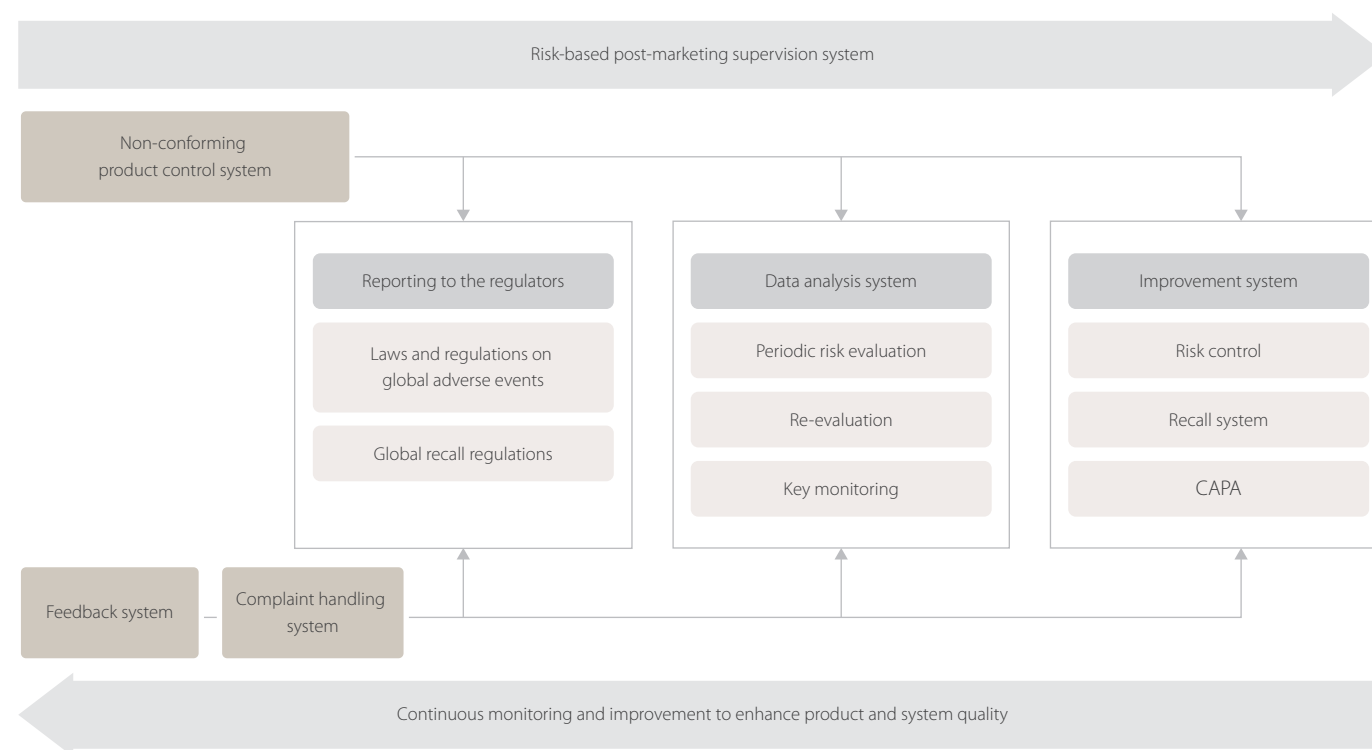 Risk-based post-marketing supervision system
Non-conforming
product control system
Reporting to the regulators
Laws and regulations on
global adverse events
Global recall regulations
Data analysis system
Periodic risk evaluation
Re-evaluation
Key monitoring
Improvement system
Risk control
Recall system
CAPA
Feedback system
Complaint handling
system
Continuous monitoring and improvement to enhance product and system quality